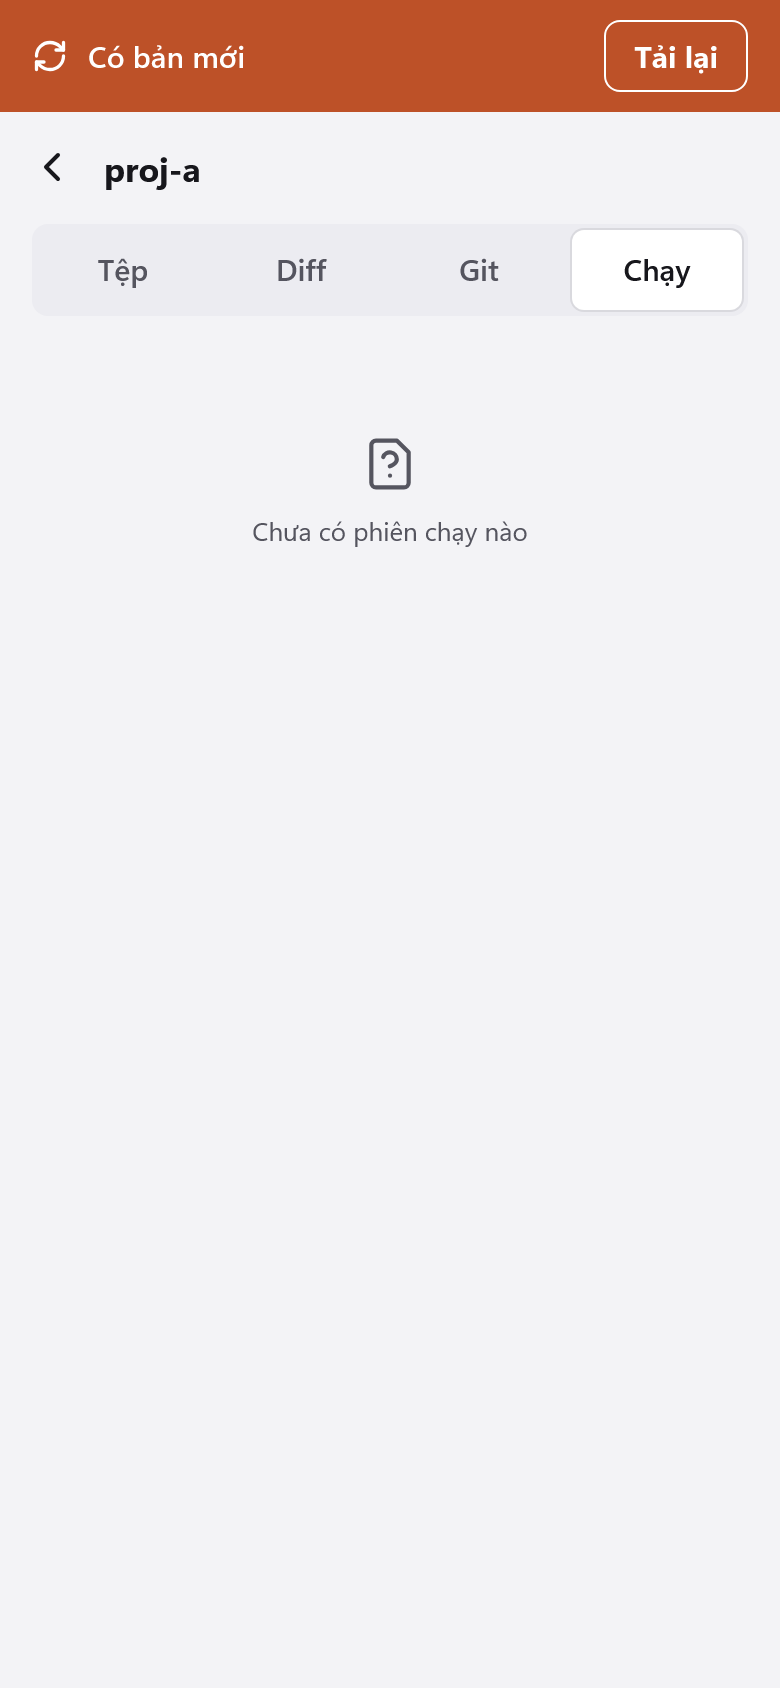 Có bản mới
Tải lại
proj-a
Tệp
Diff
Git
Chạy
Chưa có phiên chạy nào